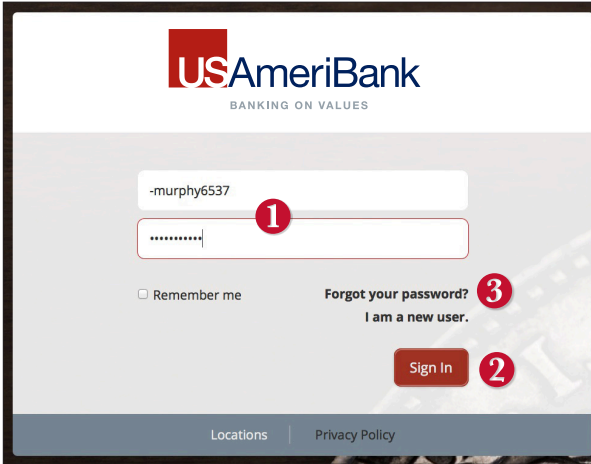 USAmeriBank
BANKING ON VALUES
-murphy6537
1
•••••••••••
Remember me
Forgot your password? 3
I am a new user.
Sign In 2
Locations | Privacy Policy